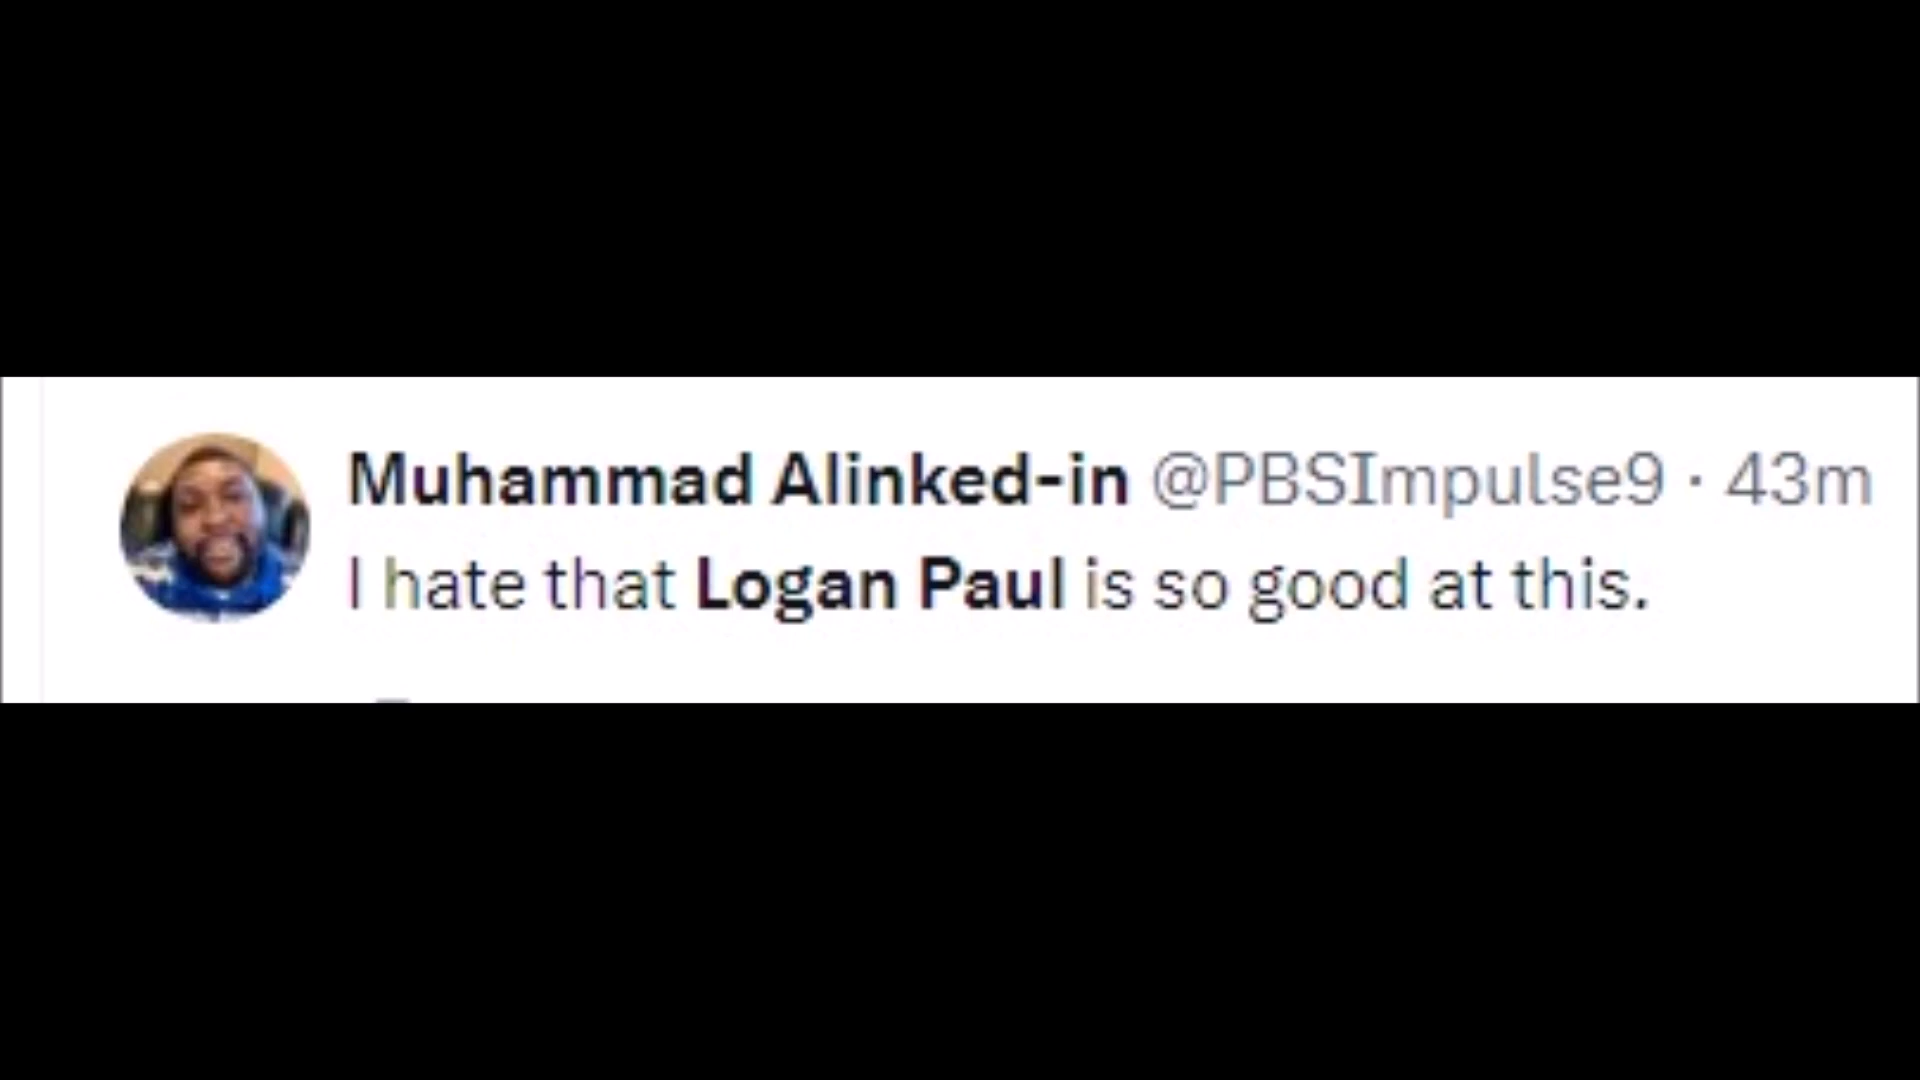 Muhammad Alinked-in @PBSImpulse9 · 43m
I hate that Logan Paul is so good at this.